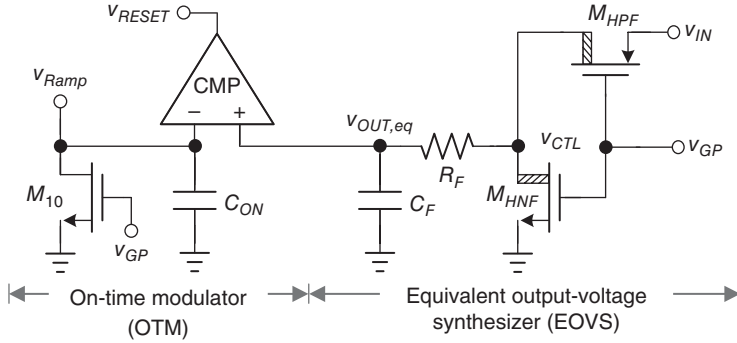 v_RESET
M_HPF
v_IN
CMP
v_Ramp
− +
v_OUT,eq
v_CTL
v_GP
R_F
M_10
C_ON
C_F
M_HNF
v_GP
On-time modulator
(OTM)
Equivalent output-voltage
synthesizer (EOVS)